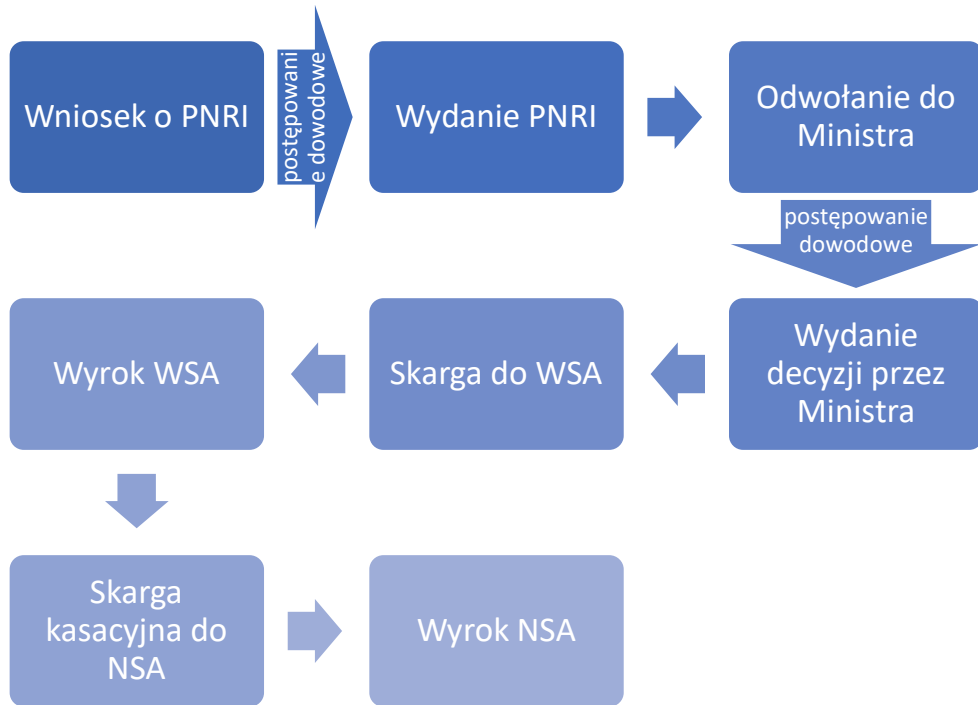 Wniosek o PNRI
postępowani
e dowodowe
Wydanie PNRI
Odwołanie do
Ministra
postępowanie
dowodowe
Wydanie
decyzji przez
Ministra
Skarga do WSA
Wyrok WSA
Skarga
kasacyjna do
NSA
Wyrok NSA